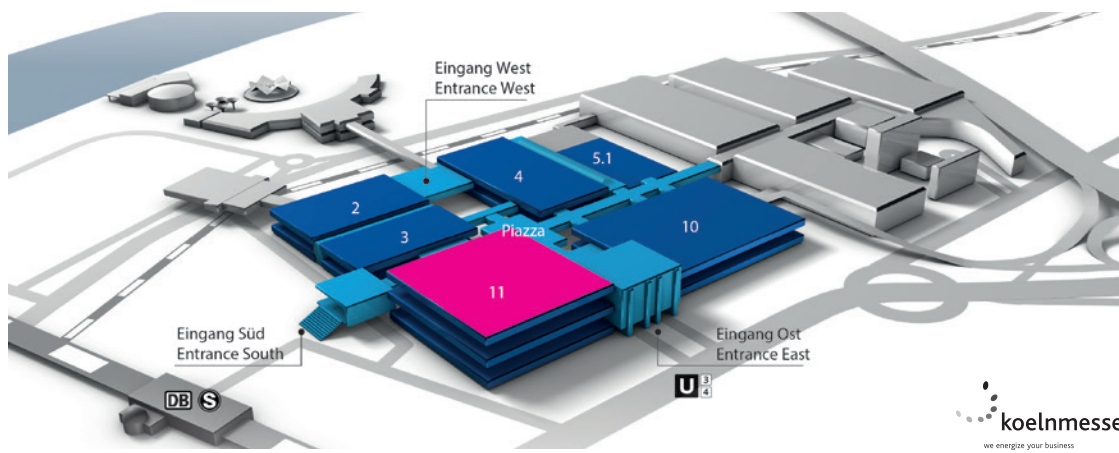 Eingang West
Entrance West
5.1
4
2
3
Piazza
10
11
Eingang Süd
Entrance South
Eingang Ost
Entrance East
U 3
4
DB S
koelnmesse
we energize your business